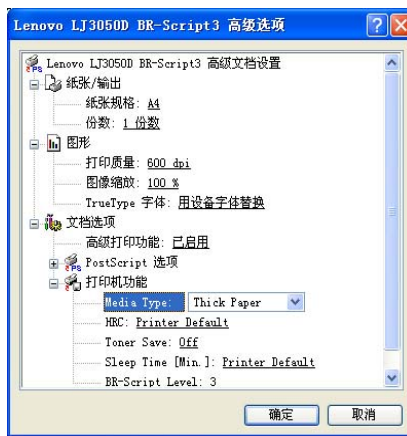 Lenovo LJ3050D BR-Script3 高级选项
Lenovo LJ3050D BR-Script3 高级文档设置
纸张/输出
纸张规格: A4
份数: 1 份数
图形
打印质量: 600 dpi
图像缩放: 100 %
TrueType 字体: 用设备字体替换
文档选项
高级打印功能: 已启用
PostScript 选项
打印机功能
Media Type: Thick Paper
HRC: Printer Default
Toner Save: Off
Sleep Time [Min.]: Printer Default
BR-Script Level: 3
确定 取消